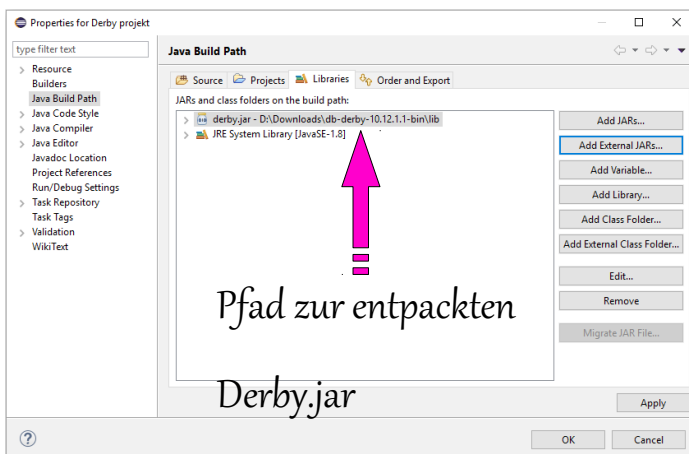 Properties for Derby projekt
type filter text
Java Build Path
Resource
Builders
Java Build Path
Java Code Style
Java Compiler
Java Editor
Javadoc Location
Project References
Run/Debug Settings
Task Repository
Task Tags
Validation
WikiText
Source
Projects
Libraries
Order and Export
JARs and class folders on the build path:
derby.jar - D:\Downloads\db-derby-10.12.1.1-bin\lib
JRE System Library [JavaSE-1.8]
Add JARs...
Add External JARs...
Add Variable...
Add Library...
Add Class Folder...
Add External Class Folder...
Edit...
Remove
Migrate JAR File...
Pfad zur entpackten
Derby.jar
Apply
OK
Cancel